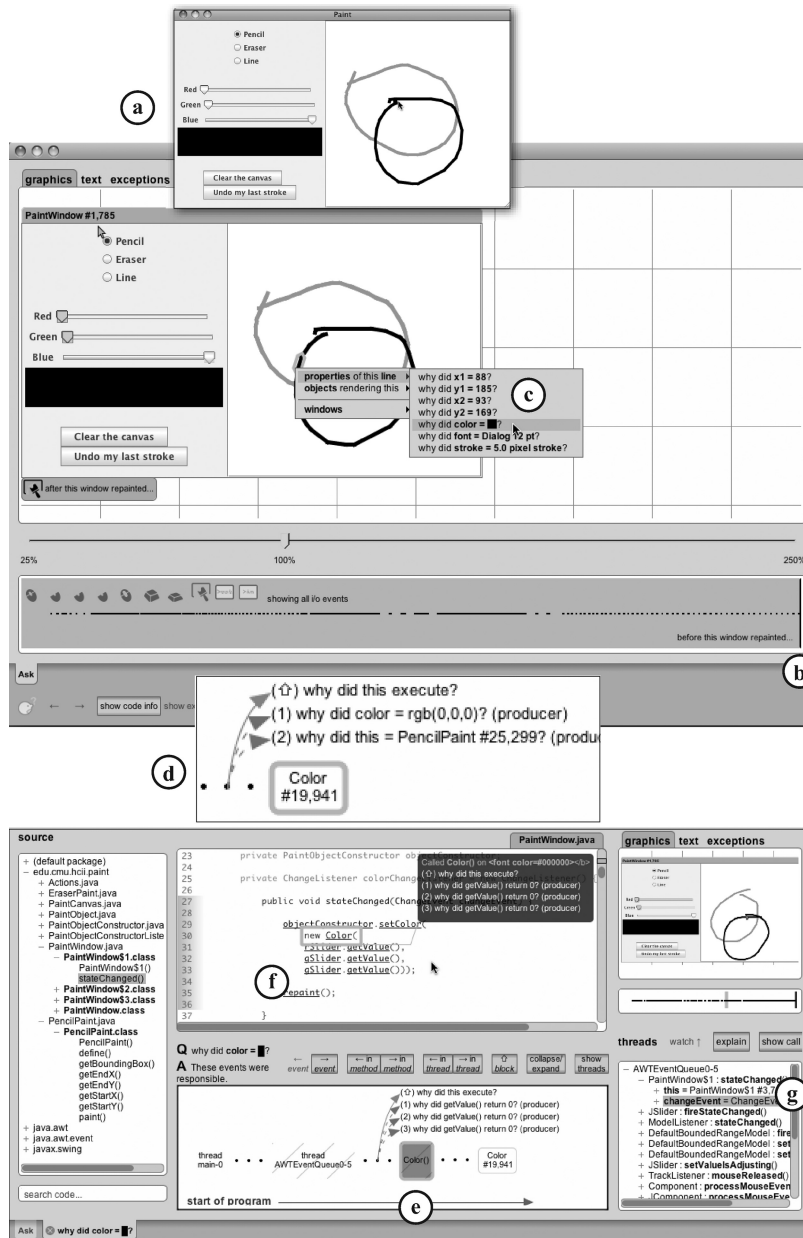 Paint
Pencil
Eraser
Line
Red
Green
Blue
Clear the canvas
Undo my last stroke
a
graphics text exceptions
PaintWindow #1,785
Pencil
Eraser
Line
Red
Green
Blue
Clear the canvas
Undo my last stroke
properties of this line
objects rendering this
windows
why did x1 = 88?
why did y1 = 185?
why did x2 = 93?
why did y2 = 169?
why did color = ?
why did font = Dialog 12 pt?
why did stroke = 5.0 pixel stroke?
c
after this window repainted...
25% 100% 250%
showing all i/o events
before this window repainted...
b
Ask
← → show code info show ex
(⇧) why did this execute?
(1) why did color = rgb(0,0,0)? (producer)
(2) why did this = PencilPaint #25,299? (produ
Color
#19,941
d
source
+ (default package)
− edu.cmu.hcii.paint
+ Actions.java
+ EraserPaint.java
+ PaintCanvas.java
+ PaintObject.java
+ PaintObjectConstructor.java
+ PaintObjectConstructorListe
− PaintWindow.java
− PaintWindow$1.class
PaintWindow$1()
stateChanged()
+ PaintWindow$2.class
+ PaintWindow$3.class
+ PaintWindow.class
− PencilPaint.java
− PencilPaint.class
PencilPaint()
define()
getBoundingBox()
getEndX()
getEndY()
getStartX()
getStartY()
paint()
+ java.awt
+ java.awt.event
+ javax.swing
search code...
PaintWindow.java
23 private PaintObjectConstructor objectConstructor
24
25 private ChangeListener colorChange
26
27 public void stateChanged(Chan
28
29 objectConstructor.setColor(
30 new Color(
31 rSlider.getValue(),
32 gSlider.getValue(),
33 gSlider.getValue()));
34
35 repaint();
36
37 }
Called Color() on <font color=#000000></b>
(⇧) why did this execute?
(1) why did getValue() return 0? (producer)
(2) why did getValue() return 0? (producer)
(3) why did getValue() return 0? (producer)
f
Q why did color = ?
A These events were
responsible.
← event → event ← in method → in method ← in thread → in thread ⇧ block collapse/ expand show threads
(⇧) why did this execute?
(1) why did getValue() return 0? (producer)
(2) why did getValue() return 0? (producer)
(3) why did getValue() return 0? (producer)
thread
main-0
thread
AWTEventQueue0-5
Color()
Color
#19,941
start of program
e
graphics text exceptions
threads watch ↑ explain show call
− AWTEventQueue0-5
− PaintWindow$1 : stateChanged(
+ this = PaintWindow$1 #3,7
+ changeEvent = ChangeEve
+ JSlider : fireStateChanged()
+ ModelListener : stateChanged()
+ DefaultBoundedRangeModel : fire
+ DefaultBoundedRangeModel : set
+ DefaultBoundedRangeModel : set
+ JSlider : setValueIsAdjusting()
+ TrackListener : mouseReleased()
+ Component : processMouseEven
+ JComponent : processMouseEve
g
Ask why did color = ?